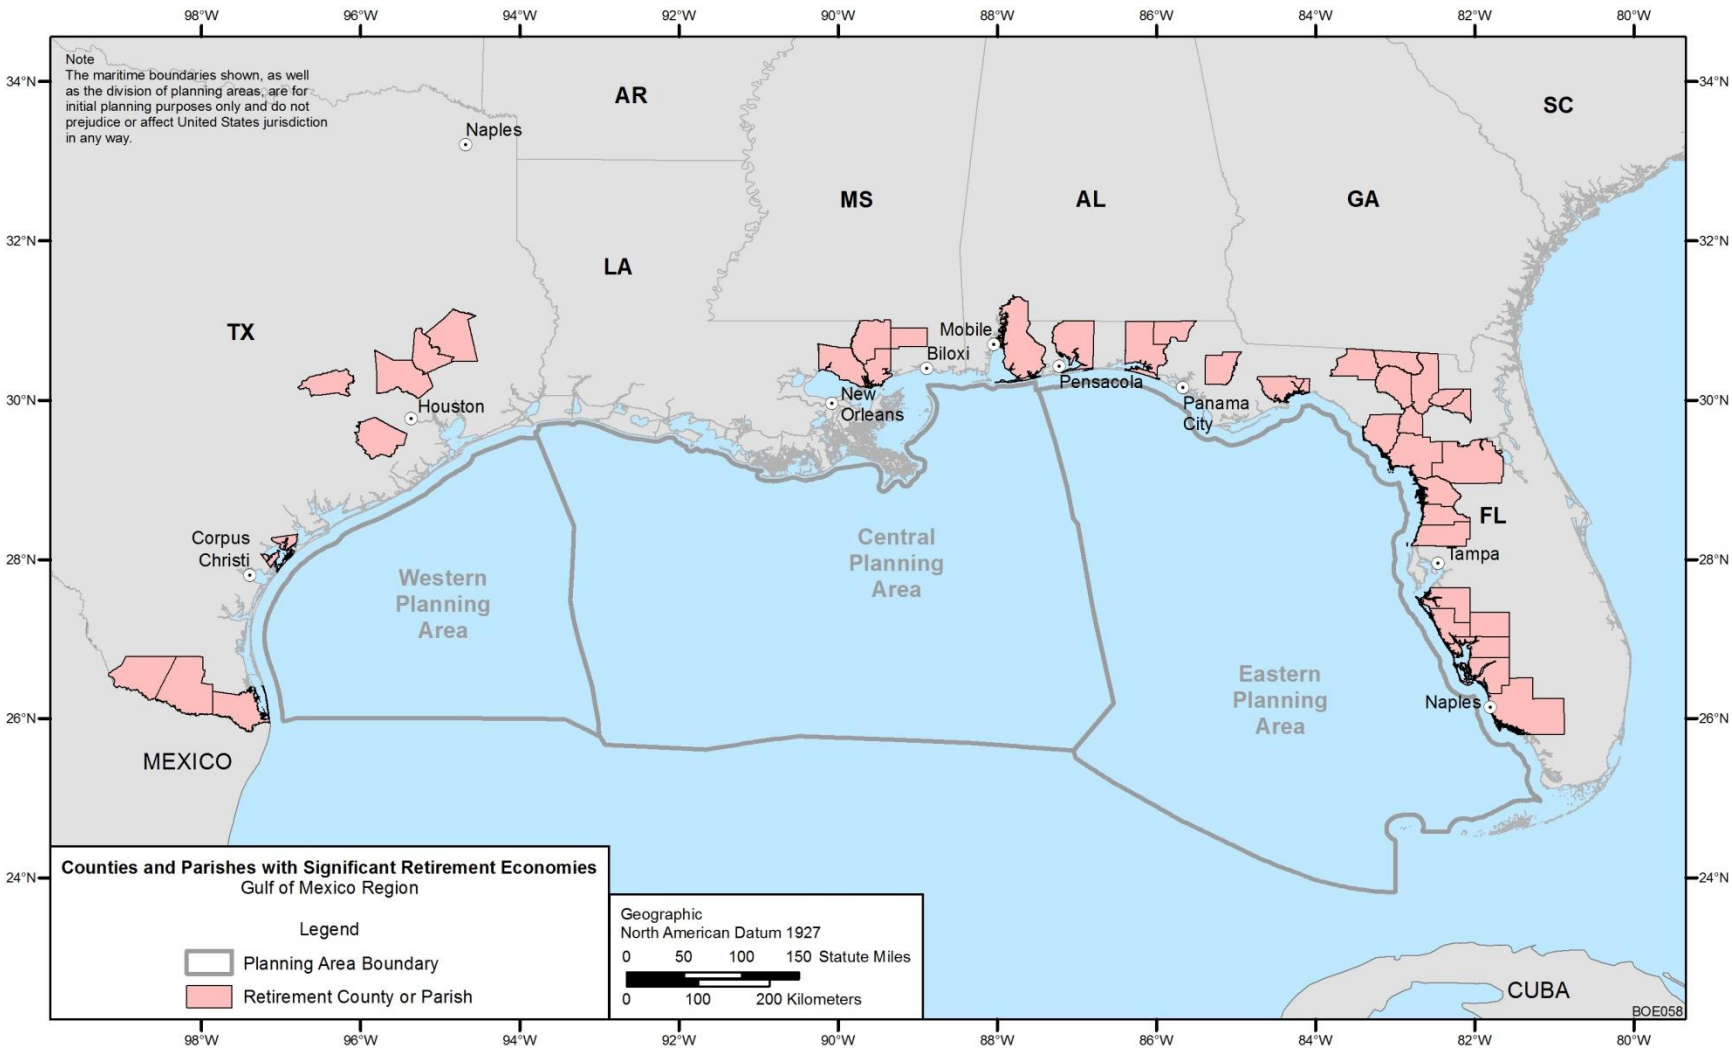 98°W 96°W 94°W 92°W 90°W 88°W 86°W 84°W 82°W 80°W
Note
The maritime boundaries shown, as well
as the division of planning areas, are for
initial planning purposes only and do not
prejudice or affect United States jurisdiction
in any way.
34°N 34°N
AR
SC
Naples
MS
AL
GA
32°N 32°N
LA
TX
Mobile
Biloxi
Pensacola
30°N 30°N
Houston
New
Orleans
Panama
City
FL
Corpus
Christi
28°N 28°N
Tampa
Central
Planning
Area
Western
Planning
Area
Eastern
Planning
Area
Naples
26°N 26°N
MEXICO
24°N 24°N
Counties and Parishes with Significant Retirement Economies
Gulf of Mexico Region
Legend
Planning Area Boundary
Retirement County or Parish
Geographic
North American Datum 1927
0 50 100 150 Statute Miles
0 100 200 Kilometers
CUBA
BOE058
98°W 96°W 94°W 92°W 90°W 88°W 86°W 84°W 82°W 80°W